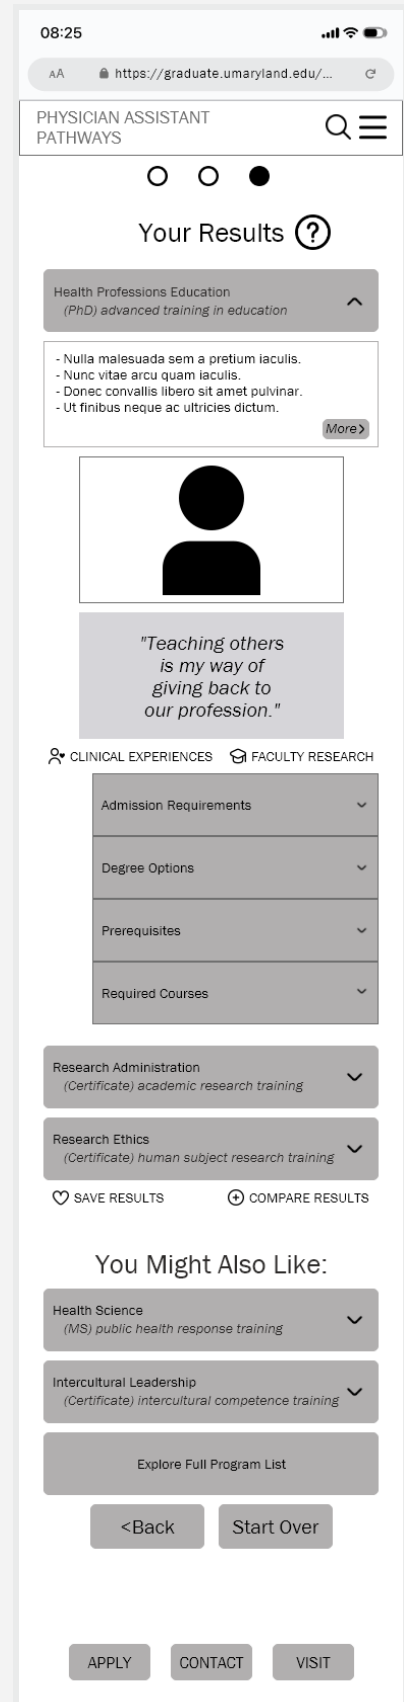 08:25
AA https://graduate.umaryland.edu/...
PHYSICIAN ASSISTANT
PATHWAYS
Your Results ?
Health Professions Education
(PhD) advanced training in education
- Nulla malesuada sem a pretium iaculis.
- Nunc vitae arcu quam iaculis.
- Donec convallis libero sit amet pulvinar.
- Ut finibus neque ac ultricies dictum.
More>
"Teaching others
is my way of
giving back to
our profession."
CLINICAL EXPERIENCES FACULTY RESEARCH
Admission Requirements
Degree Options
Prerequisites
Required Courses
Research Administration
(Certificate) academic research training
Research Ethics
(Certificate) human subject research training
SAVE RESULTS COMPARE RESULTS
You Might Also Like:
Health Science
(MS) public health response training
Intercultural Leadership
(Certificate) intercultural competence training
Explore Full Program List
<Back Start Over
APPLY CONTACT VISIT